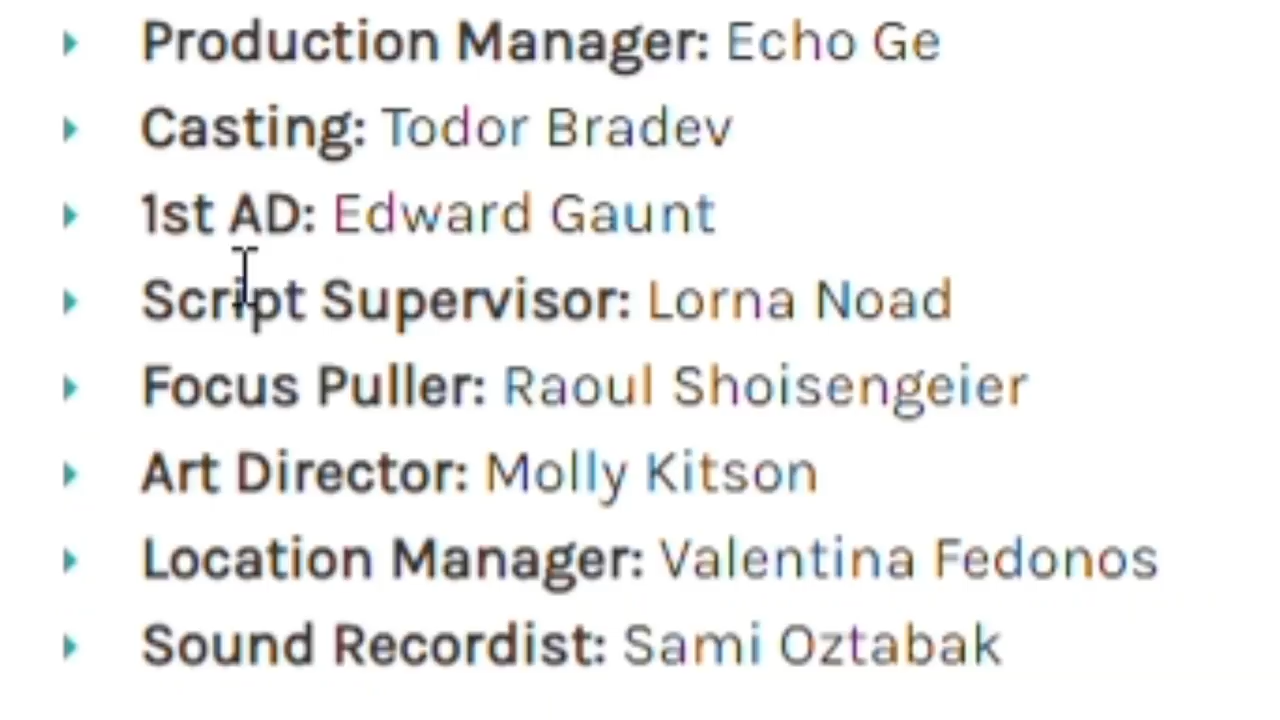 Production Manager: Echo Ge
Casting: Todor Bradev
1st AD: Edward Gaunt
Script Supervisor: Lorna Noad
Focus Puller: Raoul Shoisengeier
Art Director: Molly Kitson
Location Manager: Valentina Fedonos
Sound Recordist: Sami Oztabak